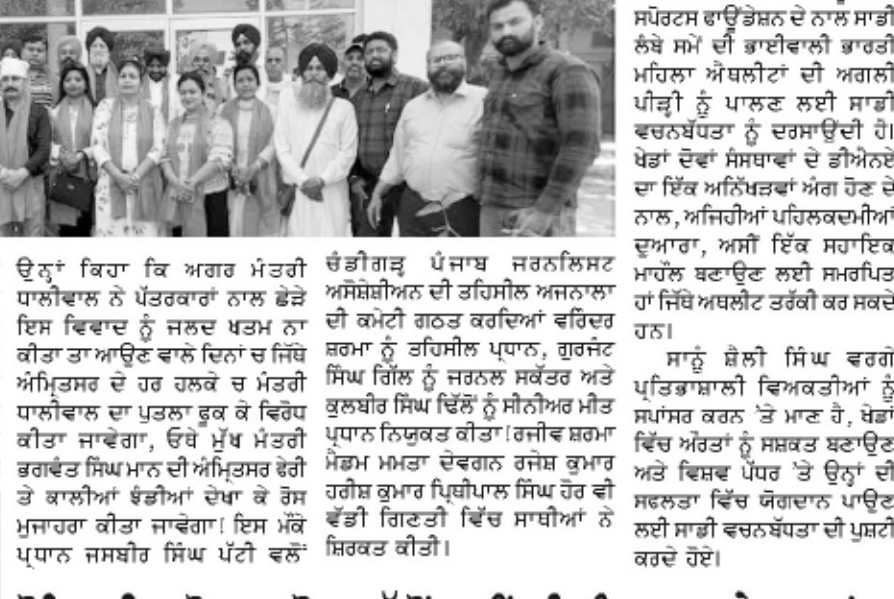 ਉਨ੍ਹਾਂ ਕਿਹਾ ਕਿ ਅਗਰ ਮੰਤਰੀ
ਧਾਲੀਵਾਲ ਨੇ ਪੱਤਰਕਾਰਾਂ ਨਾਲ ਛੇੜੇ
ਇਸ ਵਿਵਾਦ ਨੂੰ ਜਲਦ ਖਤਮ ਨਾ
ਕੀਤਾ ਤਾ ਆਉਣ ਵਾਲੇ ਦਿਨਾਂ ਚ ਜਿੱਥੇ
ਅੰਮ੍ਰਿਤਸਰ ਦੇ ਹਰ ਹਲਕੇ ਚ ਮੰਤਰੀ
ਧਾਲੀਵਾਲ ਦਾ ਪੁਤਲਾ ਫੂਕ ਕੇ ਵਿਰੋਧ
ਕੀਤਾ ਜਾਵੇਗਾ, ਓਥੇ ਮੁੱਖ ਮੰਤਰੀ
ਭਗਵੰਤ ਸਿੰਘ ਮਾਨ ਦੀ ਅੰਮ੍ਰਿਤਸਰ ਫੇਰੀ
ਤੇ ਕਾਲੀਆਂ ਝੰਡੀਆਂ ਦੇਖਾ ਕੇ ਰੋਸ
ਮੁਜਾਹਰਾ ਕੀਤਾ ਜਾਵੇਗਾ! ਇਸ ਮੌਕੇ
ਪ੍ਰਧਾਨ ਜਸਬੀਰ ਸਿੰਘ ਪੱਟੀ ਵਲੋਂ
ਚੰਡੀਗੜ੍ਹ ਪੰਜਾਬ ਜਰਨਲਿਸਟ
ਅਸੋਸ਼ੇਸ਼ੀਅਨ ਦੀ ਤਹਿਸੀਲ ਅਜਨਾਲਾ
ਦੀ ਕਮੇਟੀ ਗਠਤ ਕਰਦਿਆਂ ਵਰਿੰਦਰ
ਸ਼ਰਮਾ ਨੂੰ ਤਹਿਸੀਲ ਪ੍ਰਧਾਨ, ਗੁਰਜੰਟ
ਸਿੰਘ ਗਿੱਲ ਨੂੰ ਜਰਨਲ ਸਕੱਤਰ ਅਤੇ
ਕੁਲਬੀਰ ਸਿੰਘ ਢਿੱਲੋਂ ਨੂੰ ਸੀਨੀਅਰ ਮੀਤ
ਪ੍ਰਧਾਨ ਨਿਯੁਕਤ ਕੀਤਾ!ਰਜੀਵ ਸ਼ਰਮਾ
ਮੈਡਮ ਮਮਤਾ ਦੇਵਗਨ ਰਜੇਸ਼ ਕੁਮਾਰ
ਹਰੀਸ਼ ਕੁਮਾਰ ਪ੍ਰਿਥੀਪਾਲ ਸਿੰਘ ਹੋਰ ਵੀ
ਵੱਡੀ ਗਿਣਤੀ ਵਿੱਚ ਸਾਥੀਆਂ ਨੇ
ਸ਼ਿਰਕਤ ਕੀਤੀ।
ਸਪੋਰਟਸ ਫਾਊਂਡੇਸ਼ਨ ਦੇ ਨਾਲ ਸਾਡੀ
ਲੰਬੇ ਸਮੇਂ ਦੀ ਭਾਈਵਾਲੀ ਭਾਰਤੀ
ਮਹਿਲਾ ਐਥਲੀਟਾਂ ਦੀ ਅਗਲੀ
ਪੀੜ੍ਹੀ ਨੂੰ ਪਾਲਣ ਲਈ ਸਾਡੀ
ਵਚਨਬੱਧਤਾ ਨੂੰ ਦਰਸਾਉਂਦੀ ਹੈ।
ਖੇਡਾਂ ਦੋਵਾਂ ਸੰਸਥਾਵਾਂ ਦੇ ਡੀਐਨਏ
ਦਾ ਇੱਕ ਅਨਿੱਖੜਵਾਂ ਅੰਗ ਹੋਣ ਦੇ
ਨਾਲ, ਅਜਿਹੀਆਂ ਪਹਿਲਕਦਮੀਆਂ
ਦੁਆਰਾ, ਅਸੀਂ ਇੱਕ ਸਹਾਇਕ
ਮਾਹੌਲ ਬਣਾਉਣ ਲਈ ਸਮਰਪਿਤ
ਹਾਂ ਜਿੱਥੇ ਅਥਲੀਟ ਤਰੱਕੀ ਕਰ ਸਕਦੇ
ਹਨ।
ਸਾਨੂੰ ਸ਼ੈਲੀ ਸਿੰਘ ਵਰਗੇ
ਪ੍ਰਤਿਭਾਸ਼ਾਲੀ ਵਿਅਕਤੀਆਂ ਨੂੰ
ਸਪਾਂਸਰ ਕਰਨ 'ਤੇ ਮਾਣ ਹੈ, ਖੇਡਾਂ
ਵਿੱਚ ਔਰਤਾਂ ਨੂੰ ਸਸ਼ਕਤ ਬਣਾਉਣ
ਅਤੇ ਵਿਸ਼ਵ ਪੱਧਰ 'ਤੇ ਉਨ੍ਹਾਂ ਦੀ
ਸਫਲਤਾ ਵਿੱਚ ਯੋਗਦਾਨ ਪਾਉਣ
ਲਈ ਸਾਡੀ ਵਚਨਬੱਧਤਾ ਦੀ ਪੁਸ਼ਟੀ
ਕਰਦੇ ਹੋਏ।